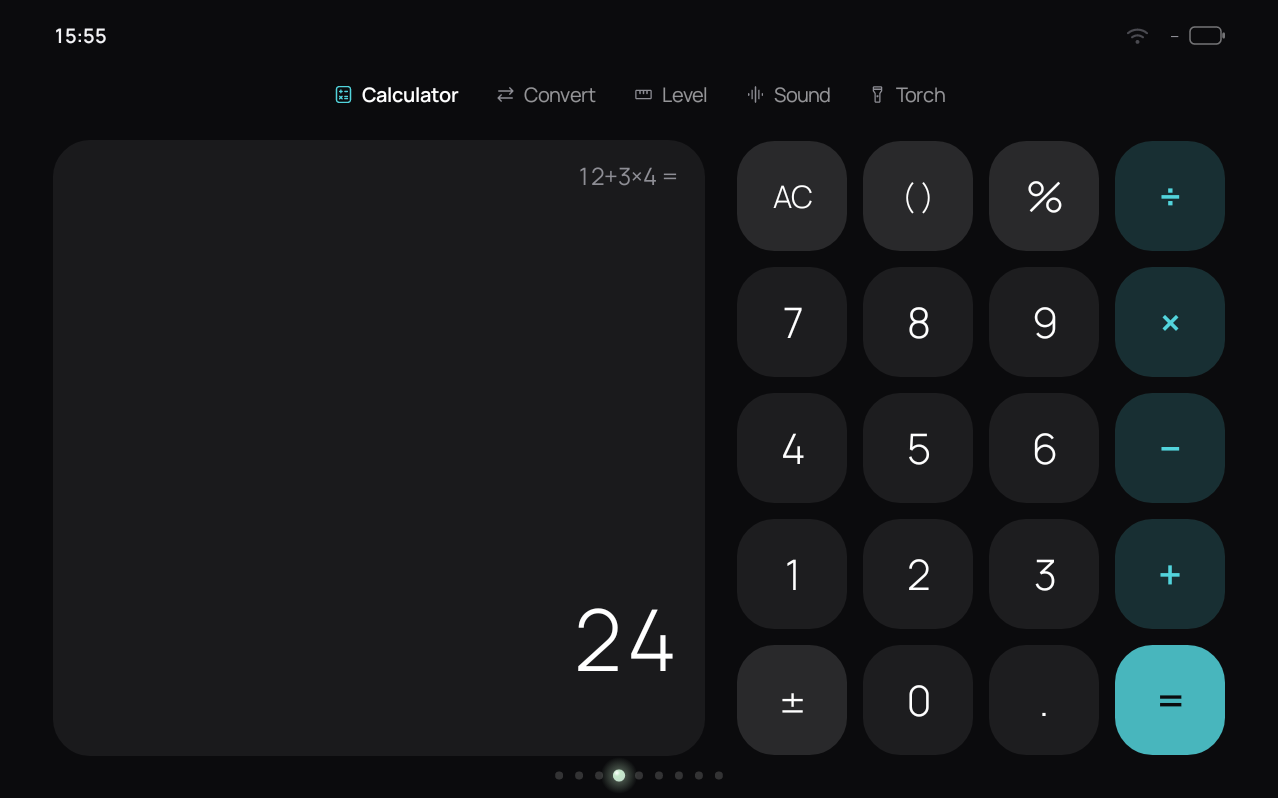 15:55
–
Calculator Convert Level Sound Torch
12+3×4 =
24
AC ( ) % ÷
7 8 9 ×
4 5 6 −
1 2 3 +
± 0 . =